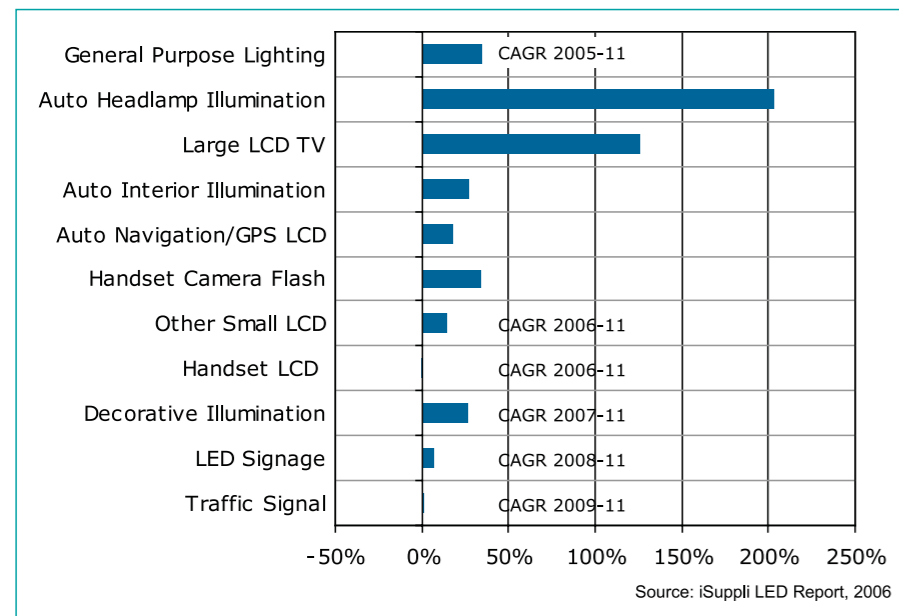 General Purpose Lighting CAGR 2005-11
Auto Headlamp Illumination
Large LCD TV
Auto Interior Illumination
Auto Navigation/GPS LCD
Handset Camera Flash
Other Small LCD CAGR 2006-11
Handset LCD CAGR 2006-11
Decorative Illumination CAGR 2007-11
LED Signage CAGR 2008-11
Traffic Signal CAGR 2009-11
-50% 0% 50% 100% 150% 200% 250%
Source: iSuppli LED Report, 2006